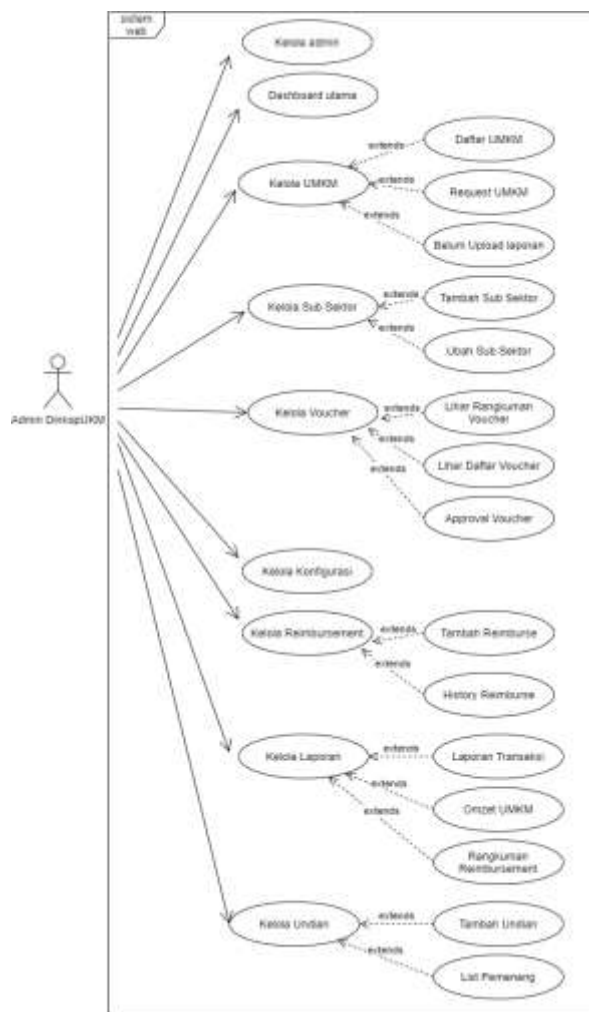 sistem
web
Kelola admin
Dashboard utama
Kelola UMKM
extends
Daftar UMKM
extends
Request UMKM
extends
Belum Upload laporan
Kelola Sub Sektor
extends
Tambah Sub Sektor
extends
Ubah Sub Sektor
Admin DinkopUKM
Kelola Voucher
extends
Lihar Rangkuman
Voucher
extends
Lihar Daftar Voucher
extends
Approval Voucher
Kelola Konfigurasi
Kelola Reimbursement
extends
Tambah Reimburse
extends
History Reimburse
Kelola Laporan
extends
Laporan Transaksi
extends
Omzet UMKM
extends
Rangkuman
Reimbursement
Kelola Undian
extends
Tambah Undian
extends
List Pemenang